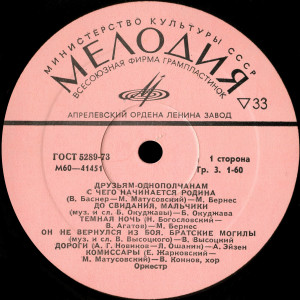 МИНИСТЕРСТВО КУЛЬТУРЫ СССР
МЕЛОДИЯ
ВСЕСОЮЗНАЯ ФИРМА ГРАМПЛАСТИНОК
▽33
АПРЕЛЕВСКИЙ ОРДЕНА ЛЕНИНА ЗАВОД
ГОСТ 5289-73
М60—41451
1 сторона
Гр. 3. 1-60
ДРУЗЬЯМ-ОДНОПОЛЧАНАМ
С ЧЕГО НАЧИНАЕТСЯ РОДИНА
(В. Баснер — М. Матусовский) — М. Бернес
ДО СВИДАНИЯ, МАЛЬЧИКИ
(муз. и сл. Б. Окуджавы) — Б. Окуджава
ТЕМНАЯ НОЧЬ (Н. Богословский —
В. Агатов) — М. Бернес
ОН НЕ ВЕРНУЛСЯ ИЗ БОЯ, БРАТСКИЕ МОГИЛЫ
(муз. и сл. В. Высоцкого) — В. Высоцкий
ДОРОГИ (А. Г. Новиков — Л. Ошанин) — А. Эйзен
КОМИССАРЫ (Е. Жарковский —
М. Матусовский) — В. Коннов, хор
Оркестр